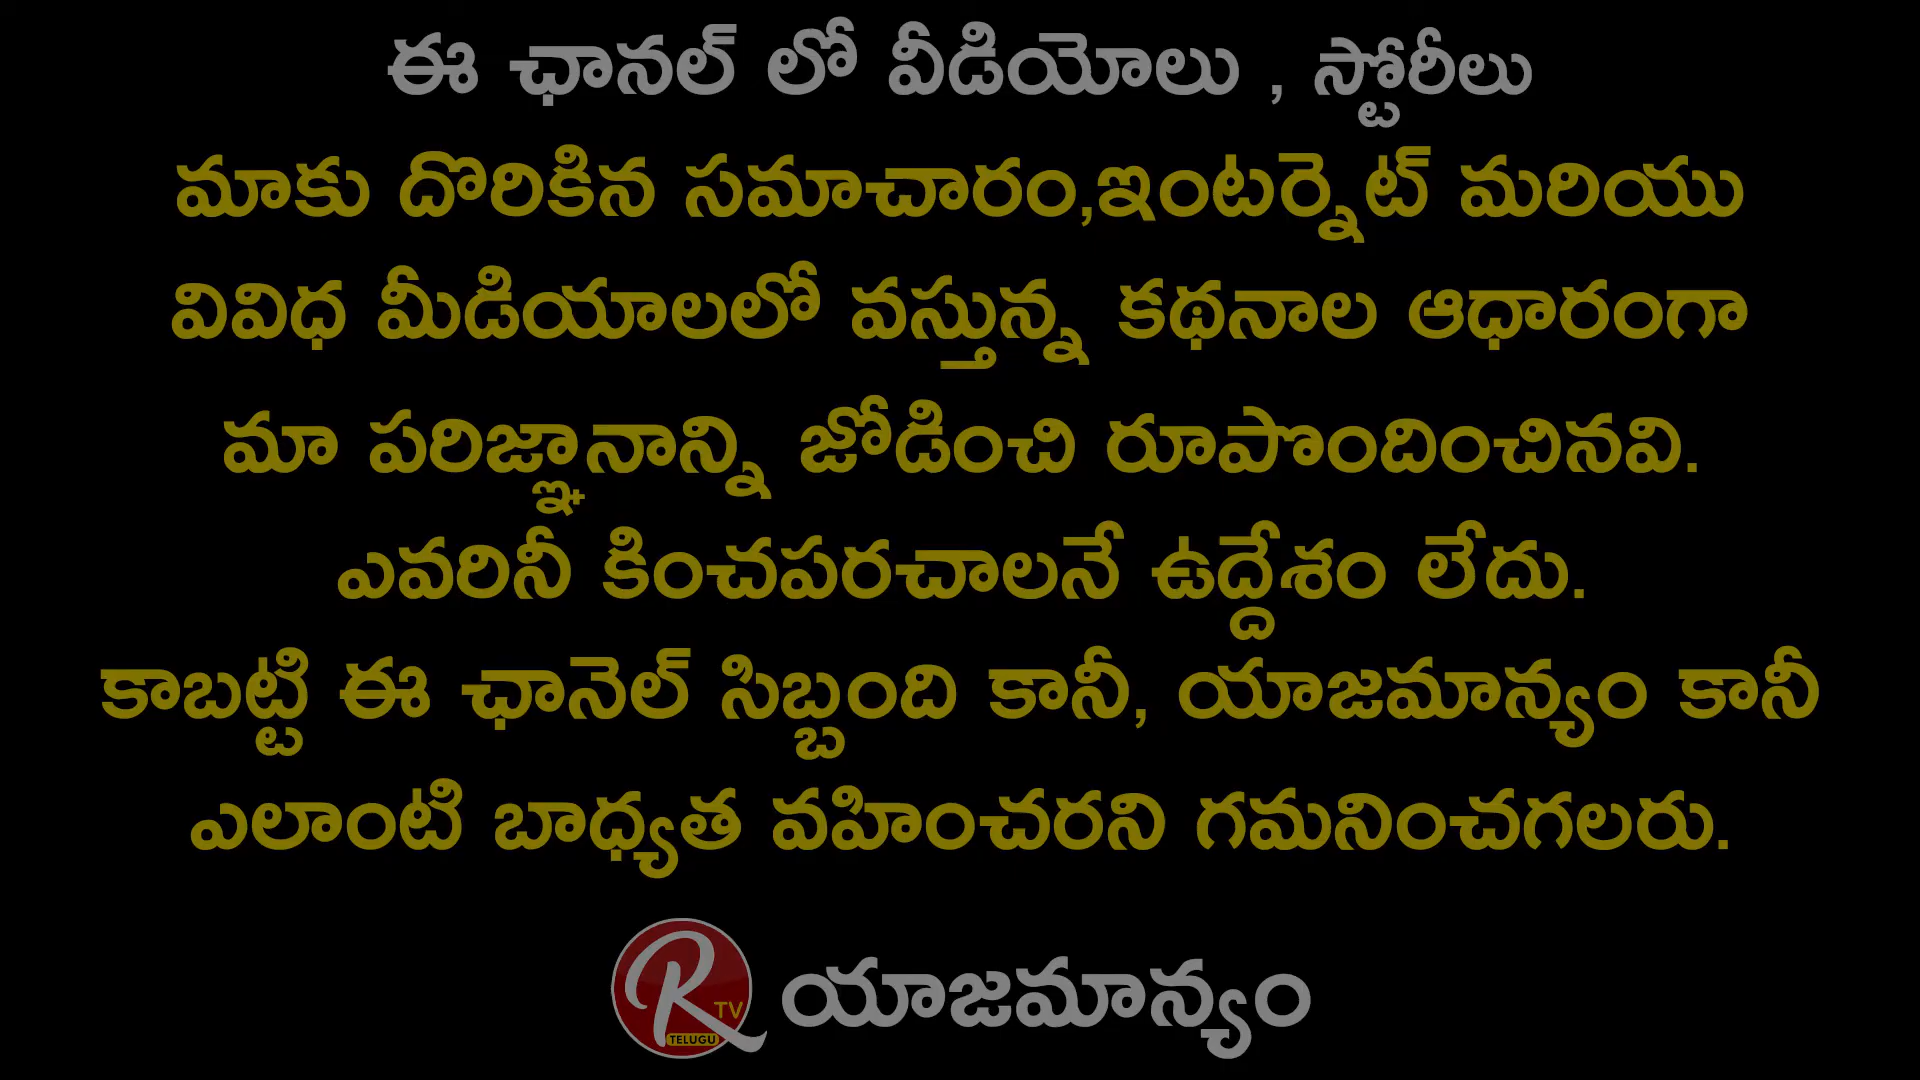 ఈ ఛానల్ లో వీడియోలు , స్టోరీలు
మాకు దొరికిన సమాచారం,ఇంటర్నెట్ మరియు
వివిధ మీడియాలలో వస్తున్న కథనాల ఆధారంగా
మా పరిజ్ఞానాన్ని జోడించి రూపొందించినవి.
ఎవరినీ కించపరచాలనే ఉద్దేశం లేదు.
కాబట్టి ఈ ఛానెల్ సిబ్బంది కానీ, యాజమాన్యం కానీ
ఎలాంటి బాధ్యత వహించరని గమనించగలరు.
R TV TELUGU యాజమాన్యం